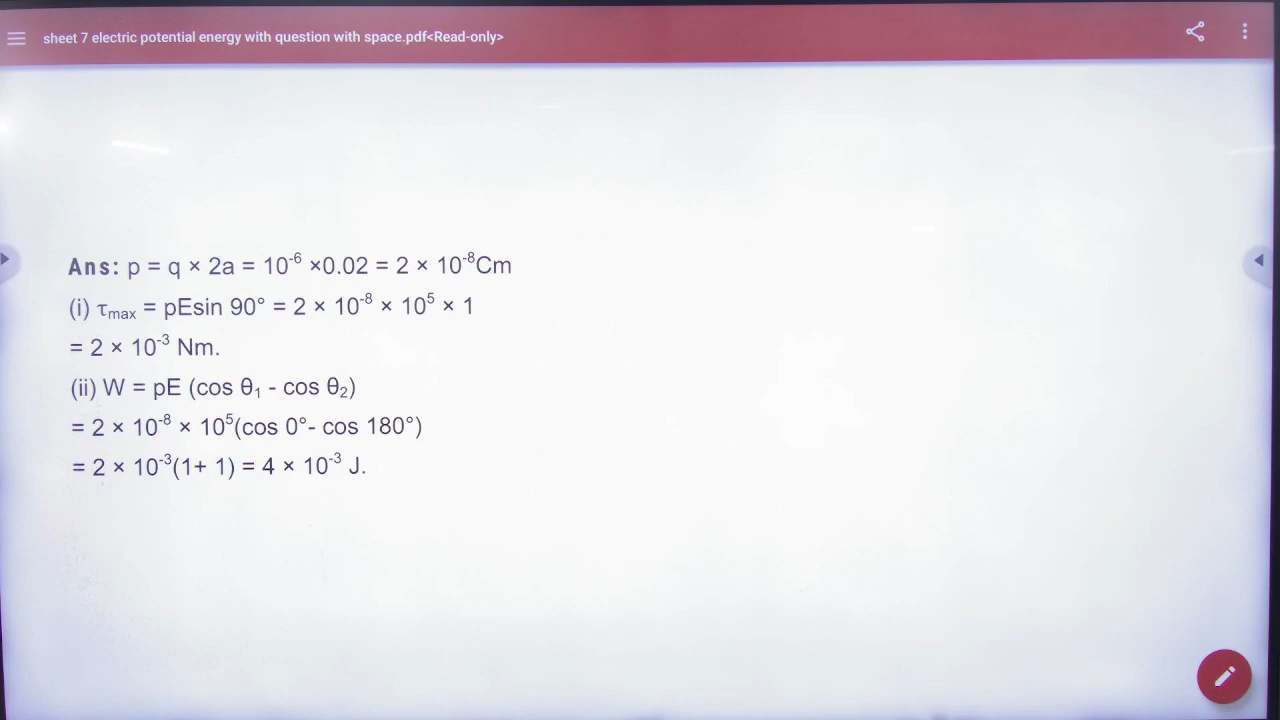 sheet 7 electric potential energy with question with space.pdf<Read-only>
Ans: p = q × 2a = 10⁻⁶ ×0.02 = 2 × 10⁻⁸Cm
(i) τₘₐₓ = pEsin 90° = 2 × 10⁻⁸ × 10⁵ × 1
= 2 × 10⁻³ Nm.
(ii) W = pE (cos θ₁ - cos θ₂)
= 2 × 10⁻⁸ × 10⁵(cos 0°- cos 180°)
= 2 × 10⁻³(1+ 1) = 4 × 10⁻³ J.